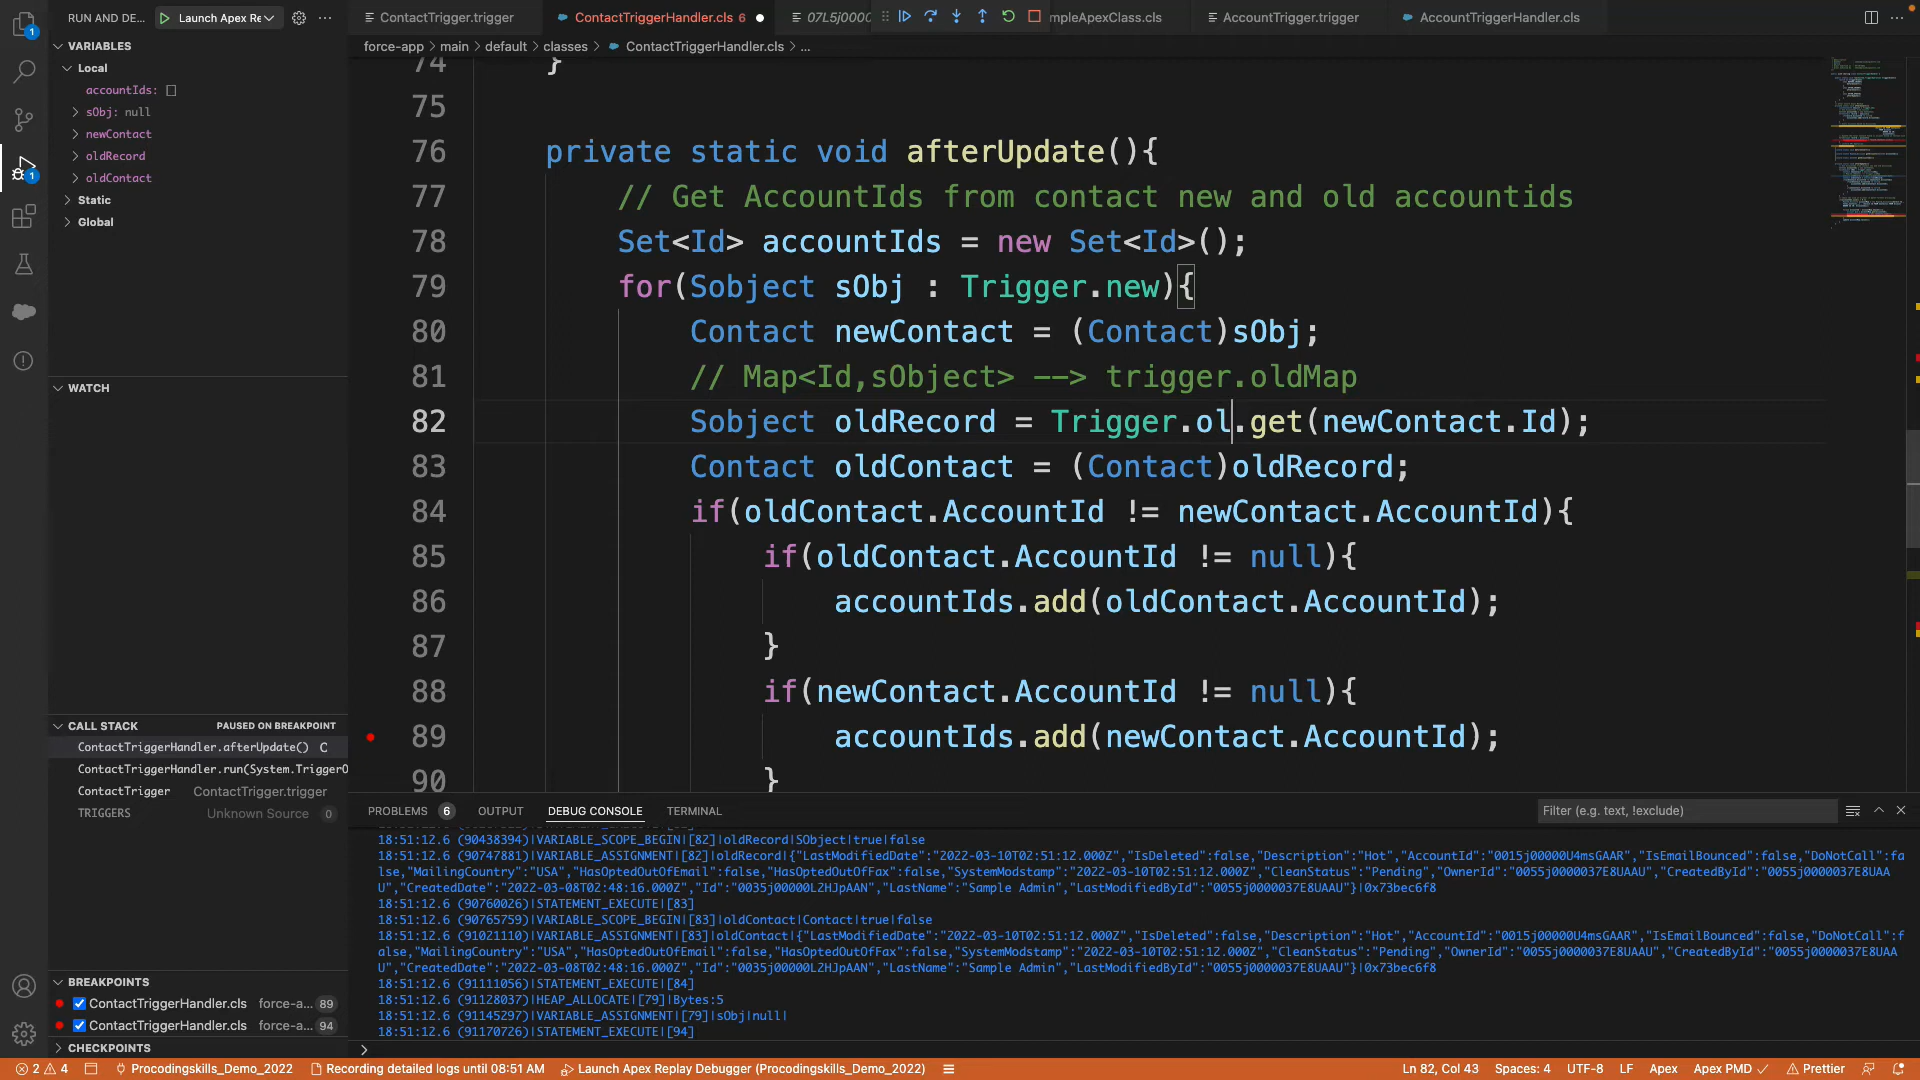 RUN AND DE...
Launch Apex Re
ContactTrigger.trigger
ContactTriggerHandler.cls 6
07L5j0000
mpleApexClass.cls
AccountTrigger.trigger
AccountTriggerHandler.cls
force-app > main > default > classes > ContactTriggerHandler.cls > ...
VARIABLES
Local
accountIds: []
sObj: null
newContact
oldRecord
oldContact
Static
Global
WATCH
CALL STACK PAUSED ON BREAKPOINT
ContactTriggerHandler.afterUpdate() C
ContactTriggerHandler.run(System.TriggerO
ContactTrigger ContactTrigger.trigger
TRIGGERS Unknown Source 0
BREAKPOINTS
ContactTriggerHandler.cls force-a... 89
ContactTriggerHandler.cls force-a... 94
CHECKPOINTS
74 }
75
76 private static void afterUpdate(){
77 // Get AccountIds from contact new and old accountids
78 Set<Id> accountIds = new Set<Id>();
79 for(Sobject sObj : Trigger.new){
80 Contact newContact = (Contact)sObj;
81 // Map<Id,sObject> --> trigger.oldMap
82 Sobject oldRecord = Trigger.ol.get(newContact.Id);
83 Contact oldContact = (Contact)oldRecord;
84 if(oldContact.AccountId != newContact.AccountId){
85 if(oldContact.AccountId != null){
86 accountIds.add(oldContact.AccountId);
87 }
88 if(newContact.AccountId != null){
89 accountIds.add(newContact.AccountId);
90 }
PROBLEMS 6 OUTPUT DEBUG CONSOLE TERMINAL
Filter (e.g. text, !exclude)
18:51:12.6 (90438394)|VARIABLE_SCOPE_BEGIN|[82]|oldRecord|SObject|true|false
18:51:12.6 (90747881)|VARIABLE_ASSIGNMENT|[82]|oldRecord|{"LastModifiedDate":"2022-03-10T02:51:12.000Z","IsDeleted":false,"Description":"Hot","AccountId":"0015j00000U4msGAAR","IsEmailBounced":false,"DoNotCall":fa
lse,"MailingCountry":"USA","HasOptedOutOfEmail":false,"HasOptedOutOfFax":false,"SystemModstamp":"2022-03-10T02:51:12.000Z","CleanStatus":"Pending","OwnerId":"0055j0000037E8UAAU","CreatedById":"0055j0000037E8UAA
U","CreatedDate":"2022-03-08T02:48:16.000Z","Id":"0035j00000L2HJpAAN","LastName":"Sample Admin","LastModifiedById":"0055j0000037E8UAAU"}|0x73bec6f8
18:51:12.6 (90760026)|STATEMENT_EXECUTE|[83]
18:51:12.6 (90765759)|VARIABLE_SCOPE_BEGIN|[83]|oldContact|Contact|true|false
18:51:12.6 (91021110)|VARIABLE_ASSIGNMENT|[83]|oldContact|{"LastModifiedDate":"2022-03-10T02:51:12.000Z","IsDeleted":false,"Description":"Hot","AccountId":"0015j00000U4msGAAR","IsEmailBounced":false,"DoNotCall":f
alse,"MailingCountry":"USA","HasOptedOutOfEmail":false,"HasOptedOutOfFax":false,"SystemModstamp":"2022-03-10T02:51:12.000Z","CleanStatus":"Pending","OwnerId":"0055j0000037E8UAAU","CreatedById":"0055j0000037E8UAA
U","CreatedDate":"2022-03-08T02:48:16.000Z","Id":"0035j00000L2HJpAAN","LastName":"Sample Admin","LastModifiedById":"0055j0000037E8UAAU"}|0x73bec6f8
18:51:12.6 (91111056)|STATEMENT_EXECUTE|[84]
18:51:12.6 (91128037)|HEAP_ALLOCATE|[79]|Bytes:5
18:51:12.6 (91145297)|VARIABLE_ASSIGNMENT|[79]|sObj|null|
18:51:12.6 (91170726)|STATEMENT_EXECUTE|[94]
2 4 Procodingskills_Demo_2022 Recording detailed logs until 08:51 AM Launch Apex Replay Debugger (Procodingskills_Demo_2022) Ln 82, Col 43 Spaces: 4 UTF-8 LF Apex Apex PMD Prettier